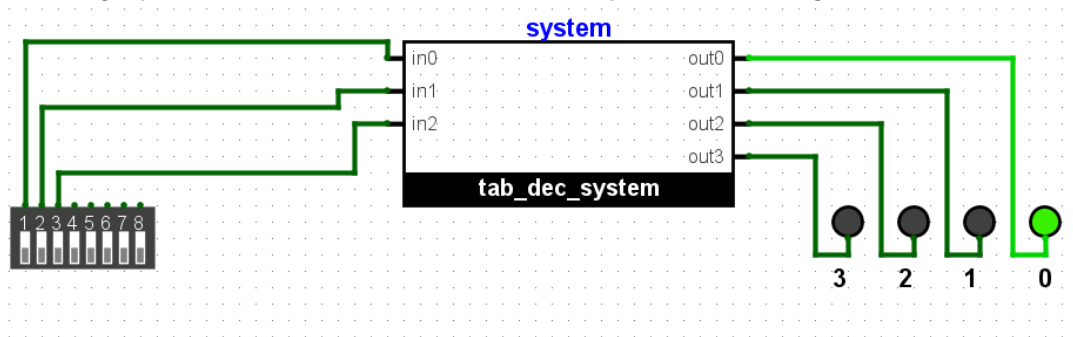 system
in0 out0
in1 out1
in2 out2
out3
tab_dec_system
1 2 3 4 5 6 7 8
3 2 1 0